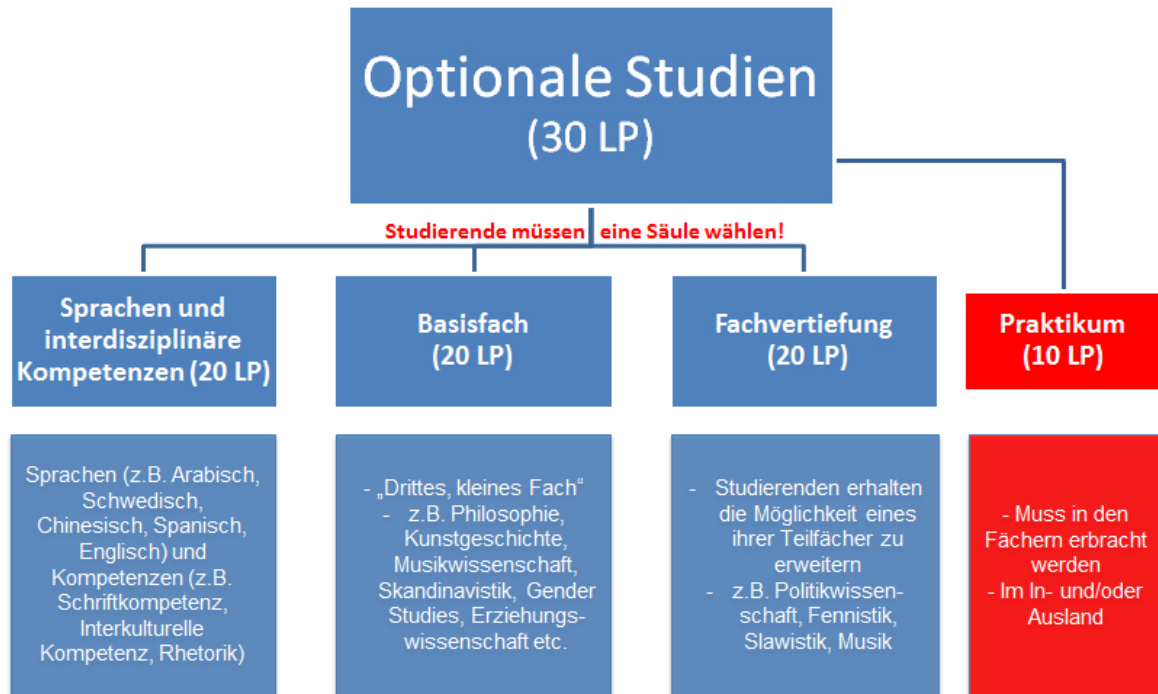 Optionale Studien
(30 LP)
Studierende müssen eine Säule wählen!
Sprachen und
interdisziplinäre
Kompetenzen (20 LP)
Basisfach
(20 LP)
Fachvertiefung
(20 LP)
Praktikum
(10 LP)
Sprachen (z.B. Arabisch,
Schwedisch,
Chinesisch, Spanisch,
Englisch) und
Kompetenzen (z.B.
Schriftkompetenz,
Interkulturelle
Kompetenz, Rhetorik)
- „Drittes, kleines Fach“
- z.B. Philosophie,
Kunstgeschichte,
Musikwissenschaft,
Skandinavistik, Gender
Studies, Erziehungs-
wissenschaft etc.
- Studierenden erhalten
die Möglichkeit eines
ihrer Teilfächer zu
erweitern
- z.B. Politikwissen-
schaft, Fennistik,
Slawistik, Musik
- Muss in den
Fächern erbracht
werden
- Im In- und/oder
Ausland